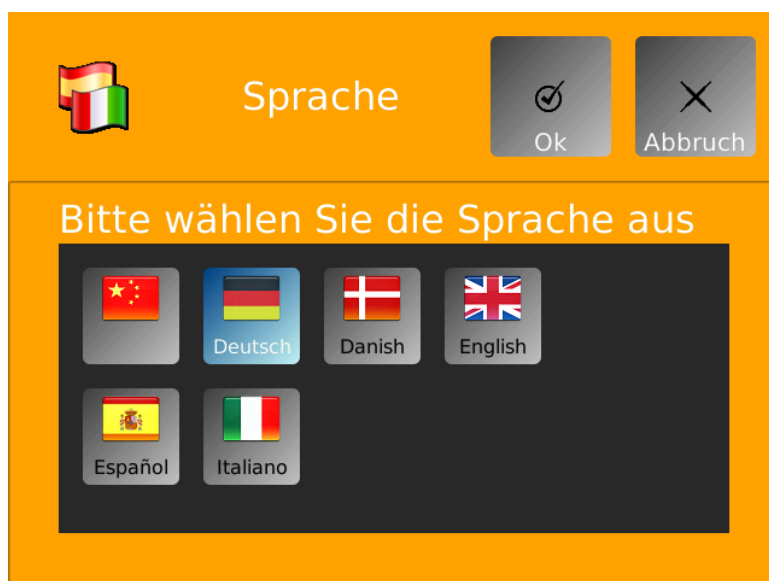 Sprache
Ok
Abbruch
Bitte wählen Sie die Sprache aus
Deutsch
Danish
English
Español
Italiano